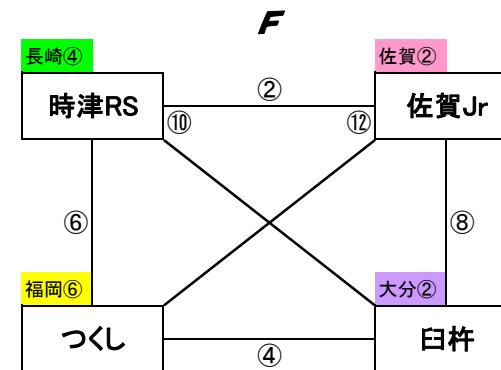 F
長崎④
佐賀②
時津RS
②
佐賀Jr
⑩
⑫
⑥
⑧
福岡⑥
大分②
つくし
④
臼杵